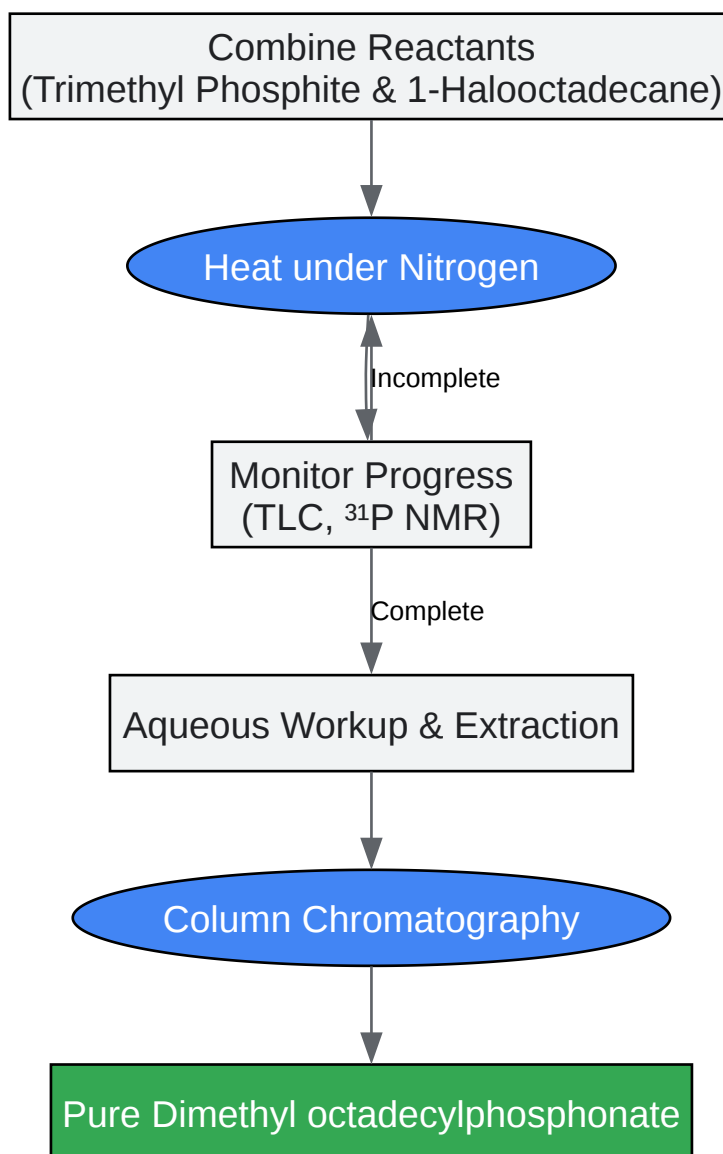 Combine Reactants
(Trimethyl Phosphite & 1-Halooctadecane)
Heat under Nitrogen
Incomplete
Monitor Progress
(TLC, ³¹P NMR)
Complete
Aqueous Workup & Extraction
Column Chromatography
Pure Dimethyl octadecylphosphonate